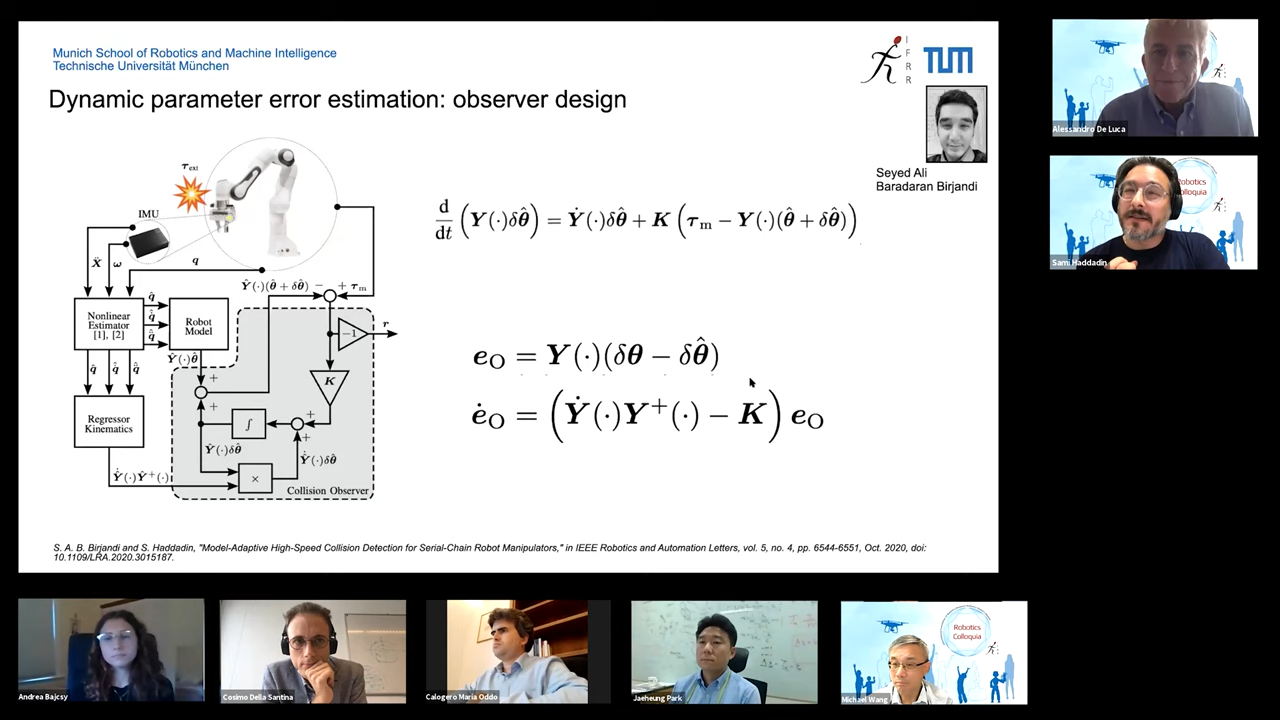 Munich School of Robotics and Machine Intelligence
Technische Universität München
I
F
R
R
TUM
Dynamic parameter error estimation: observer design
Seyed Ali
Baradaran Birjandi
τ_ext
IMU
Ẍ ω q
Ŷ(·)(θ̂ + δθ̂) − + τ_m
Nonlinear
Estimator
[1], [2]
Robot
Model
Ŷ(·)θ̂
−1
r
K
Regressor
Kinematics
∫
Ŷ(·)δθ̂
×
Collision Observer
d/dt (Y(·)δθ̂) = Ẏ(·)δθ̂ + K (τ_m − Y(·)(θ̂ + δθ̂))
e_O = Y(·)(δθ − δθ̂)
ė_O = (Ẏ(·)Y⁺(·) − K) e_O
S. A. B. Birjandi and S. Haddadin, "Model-Adaptive High-Speed Collision Detection for Serial-Chain Robot Manipulators," in IEEE Robotics and Automation Letters, vol. 5, no. 4, pp. 6544-6551, Oct. 2020, doi:
10.1109/LRA.2020.3015187.
Alessandro De Luca
Robotics
Colloquia
Sami Haddadin
Andrea Bajcsy
Cosimo Della Santina
Calogero Maria Oddo
Jaeheung Park
Robotics
Colloquia
Michael Wang